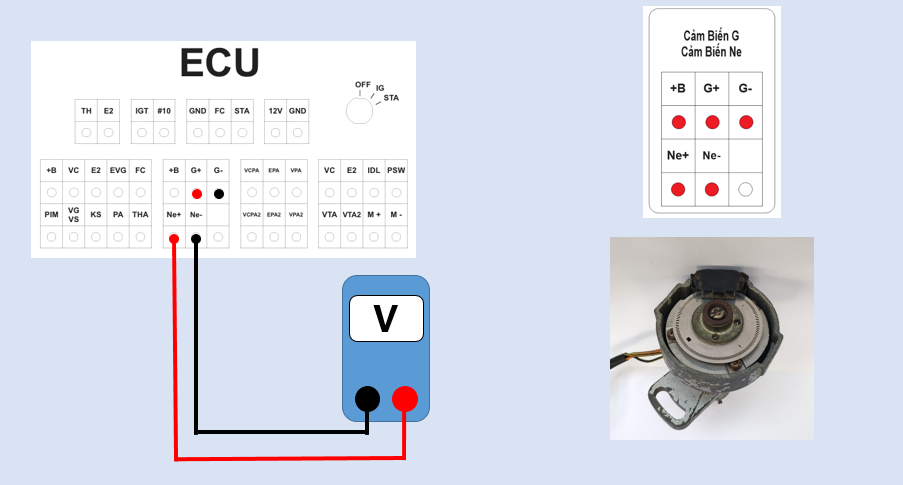 ECU
OFF IG STA
TH E2 IGT #10 GND FC STA 12V GND
+B VC E2 EVG FC +B G+ G- VCPA EPA VPA VC E2 IDL PSW
PIM VG VS KS PA THA Ne+ Ne- VCPA2 EPA2 VPA2 VTA VTA2 M + M -
V
Cảm Biến G
Cảm Biến Ne
+B G+ G-
Ne+ Ne-